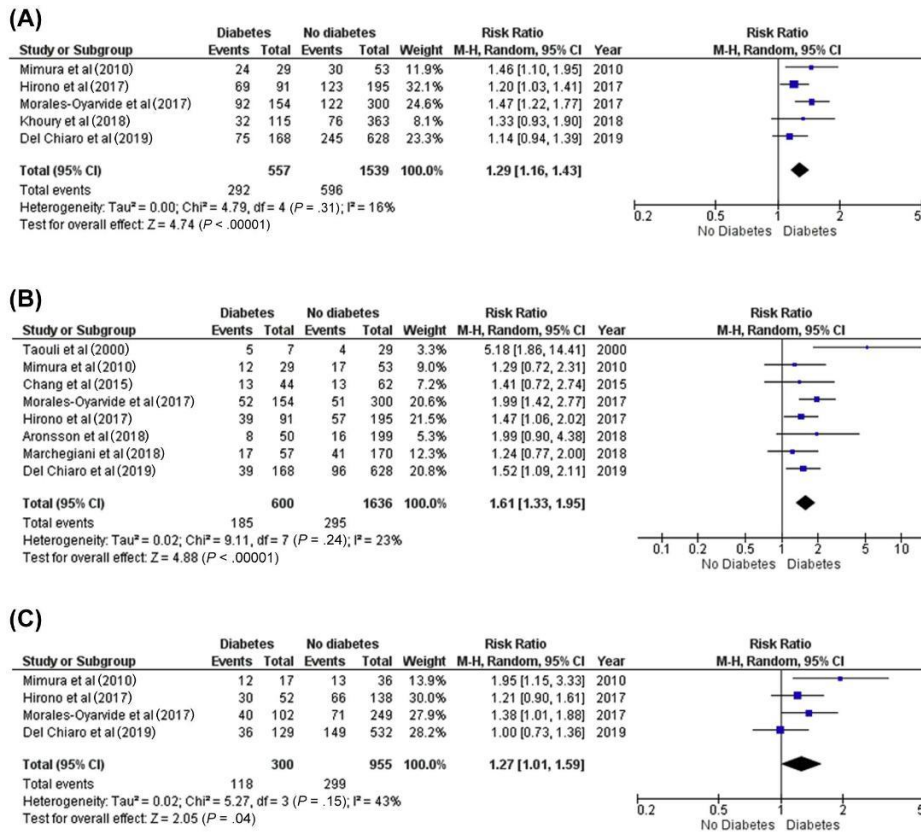 (A)
Diabetes No diabetes Risk Ratio Risk Ratio
Study or Subgroup Events Total Events Total Weight M-H, Random, 95% CI Year M-H, Random, 95% CI
Mimura et al (2010) 24 29 30 53 11.9% 1.46 [1.10, 1.95] 2010
Hirono et al (2017) 69 91 123 195 32.1% 1.20 [1.03, 1.41] 2017
Morales-Oyarvide et al (2017) 92 154 122 300 24.6% 1.47 [1.22, 1.77] 2017
Khoury et al (2018) 32 115 76 363 8.1% 1.33 [0.93, 1.90] 2018
Del Chiaro et al (2019) 75 168 245 628 23.3% 1.14 [0.94, 1.39] 2019
Total (95% CI) 557 1539 100.0% 1.29 [1.16, 1.43]
Total events 292 596
Heterogeneity: Tau² = 0.00; Chi² = 4.79, df = 4 (P = .31); I² = 16%
Test for overall effect: Z = 4.74 (P < .00001)
0.2 0.5 1 2 5
No Diabetes Diabetes
(B)
Diabetes No diabetes Risk Ratio Risk Ratio
Study or Subgroup Events Total Events Total Weight M-H, Random, 95% CI Year M-H, Random, 95% CI
Taouli et al (2000) 5 7 4 29 3.3% 5.18 [1.86, 14.41] 2000
Mimura et al (2010) 12 29 17 53 9.0% 1.29 [0.72, 2.31] 2010
Chang et al (2015) 13 44 13 62 7.2% 1.41 [0.72, 2.74] 2015
Morales-Oyarvide et al (2017) 52 154 51 300 20.6% 1.99 [1.42, 2.77] 2017
Hirono et al (2017) 39 91 57 195 21.5% 1.47 [1.06, 2.02] 2017
Aronsson et al (2018) 8 50 16 199 5.3% 1.99 [0.90, 4.38] 2018
Marchegiani et al (2018) 17 57 41 170 12.3% 1.24 [0.77, 2.00] 2018
Del Chiaro et al (2019) 39 168 96 628 20.8% 1.52 [1.09, 2.11] 2019
Total (95% CI) 600 1636 100.0% 1.61 [1.33, 1.95]
Total events 185 295
Heterogeneity: Tau² = 0.02; Chi² = 9.11, df = 7 (P = .24); I² = 23%
Test for overall effect: Z = 4.88 (P < .00001)
0.1 0.2 0.5 1 2 5 10
No Diabetes Diabetes
(C)
Diabetes No diabetes Risk Ratio Risk Ratio
Study or Subgroup Events Total Events Total Weight M-H, Random, 95% CI Year M-H, Random, 95% CI
Mimura et al (2010) 12 17 13 36 13.9% 1.95 [1.15, 3.33] 2010
Hirono et al (2017) 30 52 66 138 30.0% 1.21 [0.90, 1.61] 2017
Morales-Oyarvide et al (2017) 40 102 71 249 27.9% 1.38 [1.01, 1.88] 2017
Del Chiaro et al (2019) 36 129 149 532 28.2% 1.00 [0.73, 1.36] 2019
Total (95% CI) 300 955 100.0% 1.27 [1.01, 1.59]
Total events 118 299
Heterogeneity: Tau² = 0.02; Chi² = 5.27, df = 3 (P = .15); I² = 43%
Test for overall effect: Z = 2.05 (P = .04)
0.2 0.5 1 2 5
No Diabetes Diabetes